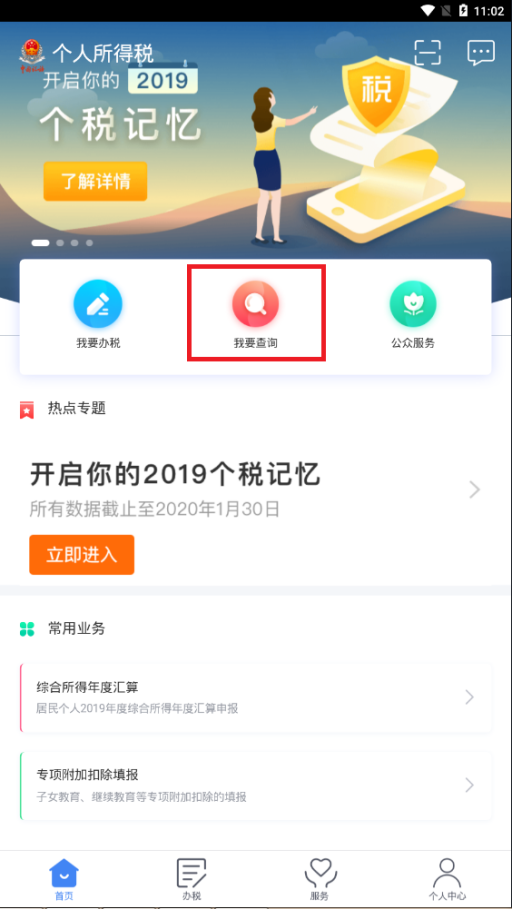 11:02
个人所得税
开启你的 2019
税
个税记忆
了解详情
我要办税
我要查询
公众服务
热点专题
开启你的2019个税记忆
所有数据截止至2020年1月30日
立即进入
常用业务
综合所得年度汇算
居民个人2019年度综合所得年度汇算申报
专项附加扣除填报
子女教育、继续教育等专项附加扣除的填报
首页
办税
服务
个人中心